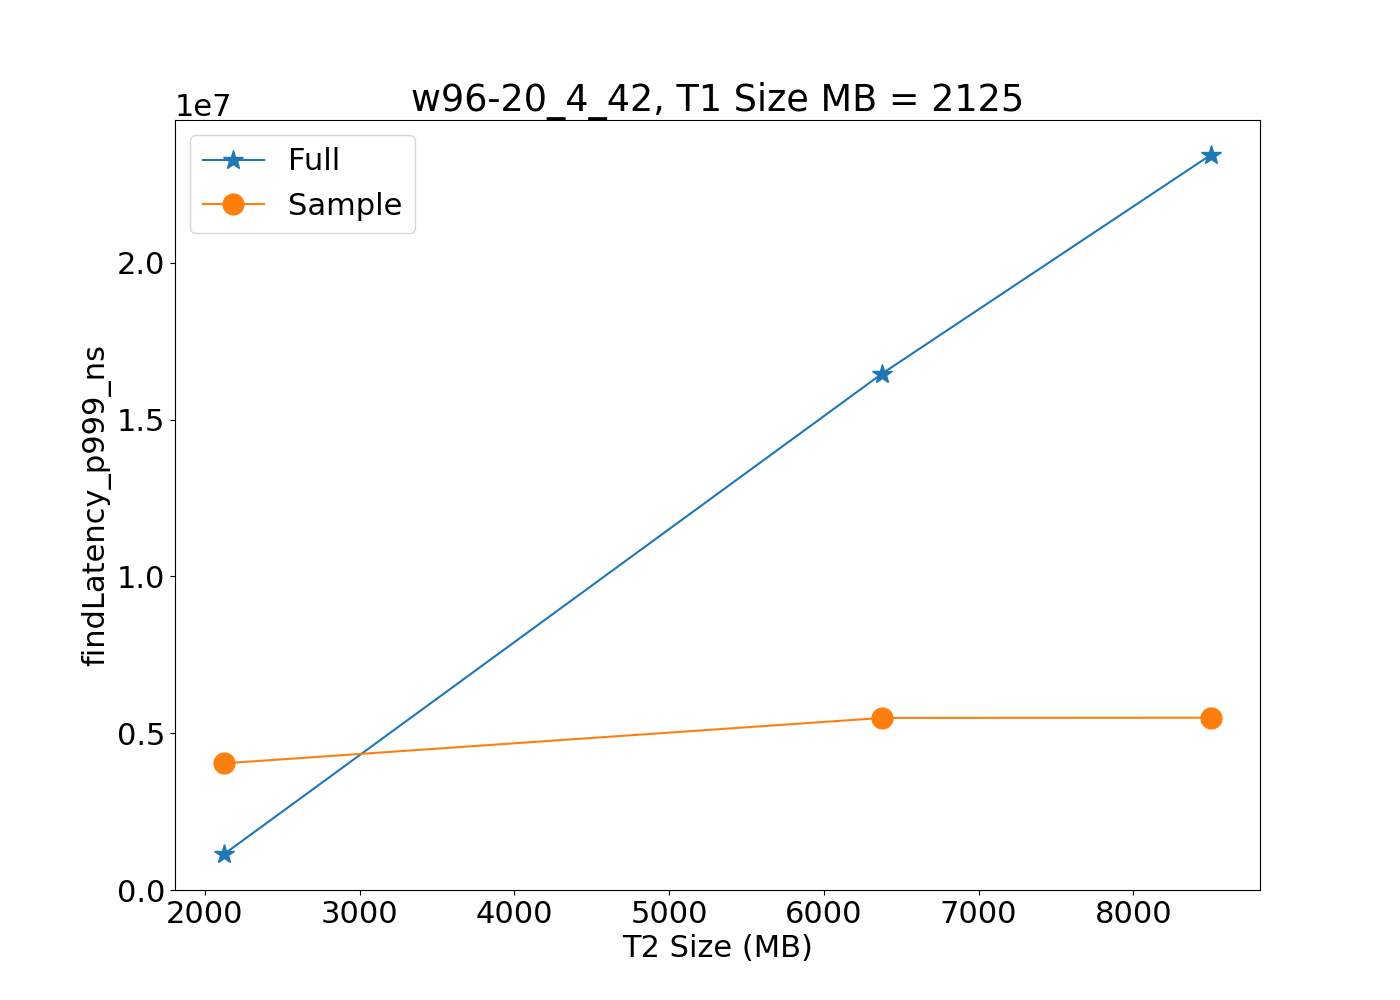 w96-20_4_42, T1 Size MB = 2125
1e7
Full
Sample
2.0
1.5
1.0
0.5
0.0
findLatency_p999_ns
2000 3000 4000 5000 6000 7000 8000
T2 Size (MB)